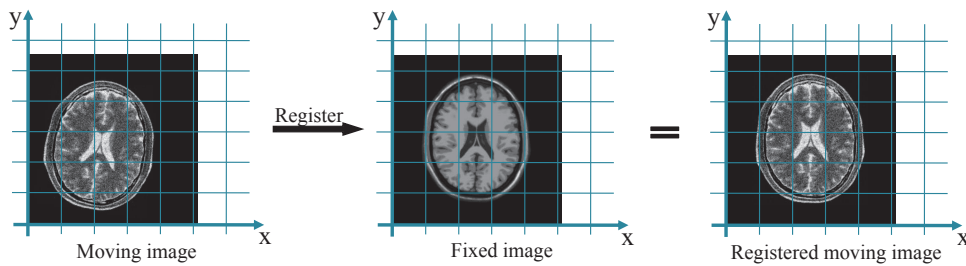 y
x
Moving image
Register
y
x
Fixed image
=
y
x
Registered moving image